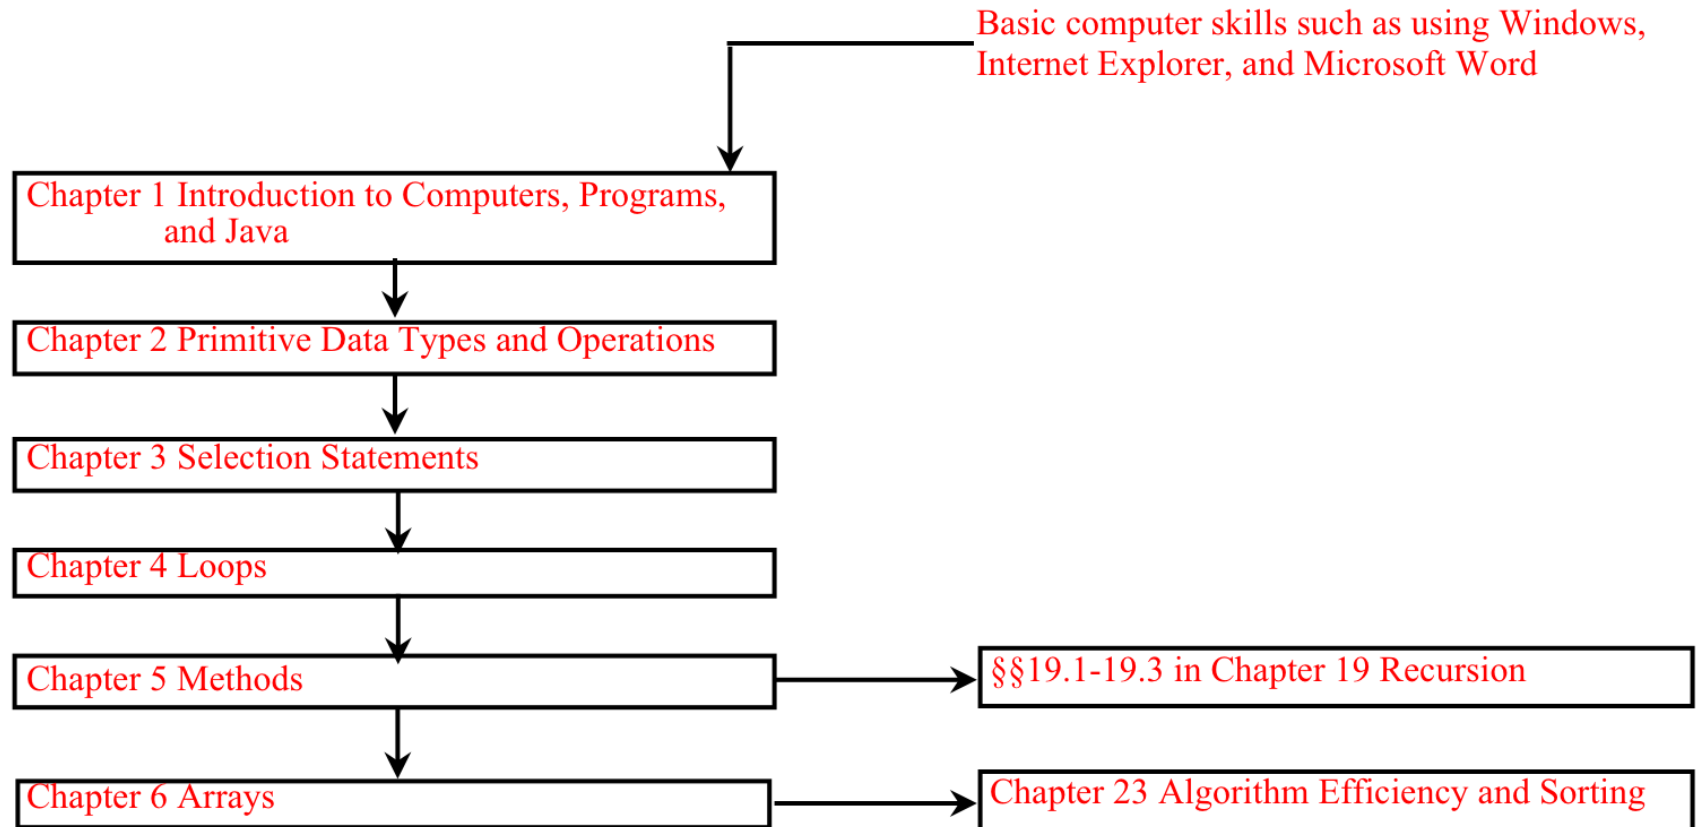 Basic computer skills such as using Windows,
Internet Explorer, and Microsoft Word
Chapter 1 Introduction to Computers, Programs,
and Java
Chapter 2 Primitive Data Types and Operations
Chapter 3 Selection Statements
Chapter 4 Loops
Chapter 5 Methods
§§19.1-19.3 in Chapter 19 Recursion
Chapter 6 Arrays
Chapter 23 Algorithm Efficiency and Sorting